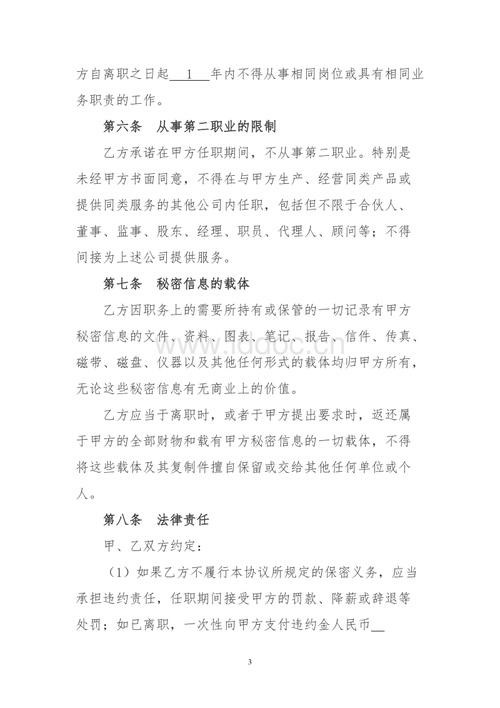 方自离职之日起 1 年内不得从事相同岗位或具有相同业
务职责的工作。
第六条 从事第二职业的限制
乙方承诺在甲方任职期间，不从事第二职业。特别是
未经甲方书面同意，不得在与甲方生产、经营同类产品或
提供同类服务的其他公司内任职，包括但不限于合伙人、
董事、监事、股东、经理、职员、代理人、顾问等；不得
间接为上述公司提供服务。
第七条 秘密信息的载体
乙方因职务上的需要所持有或保管的一切记录有甲方
秘密信息的文件、资料、图表、笔记、报告、信件、传真、
磁带、磁盘、仪器以及其他任何形式的载体均归甲方所有，
无论这些秘密信息有无商业上的价值。
乙方应当于离职时，或者于甲方提出要求时，返还属
于甲方的全部财物和载有甲方秘密信息的一切载体，不得
将这些载体及其复制件擅自保留或交给其他任何单位或个
人。
第八条 法律责任
甲、乙双方约定：
（1）如果乙方不履行本协议所规定的保密义务，应当
承担违约责任，任职期间接受甲方的罚款、降薪或辞退等
处罚；如已离职，一次性向甲方支付违约金人民币__
3